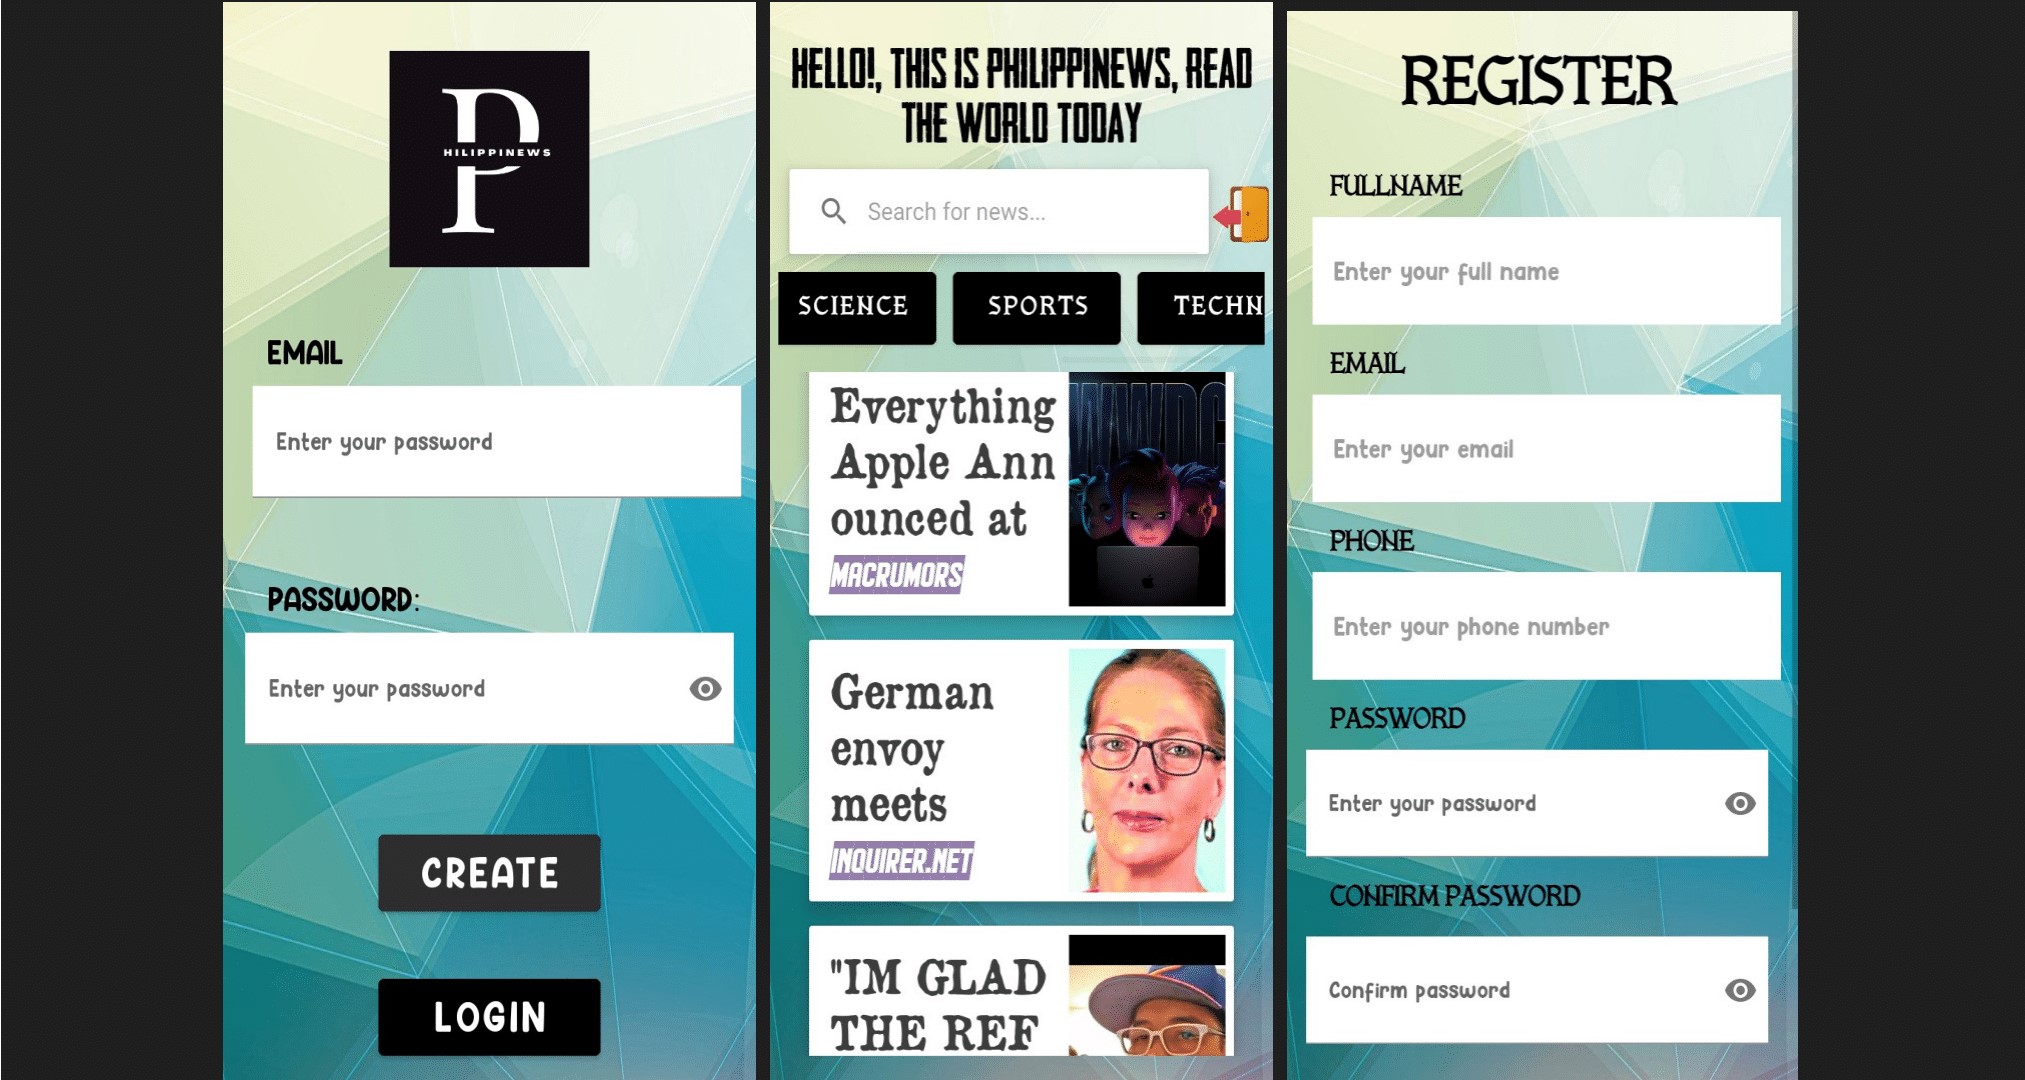 P
HILIPPINEWS
EMAIL
Enter your password
PASSWORD:
Enter your password
CREATE
LOGIN
HELLO!, THIS IS PHILIPPINEWS, READ
THE WORLD TODAY
Search for news...
SCIENCE
SPORTS
TECHN
Everything
Apple Ann
ounced at
MACRUMORS
WWDC
German
envoy
meets
INQUIRER.NET
"IM GLAD
THE REF
REGISTER
FULLNAME
Enter your full name
EMAIL
Enter your email
PHONE
Enter your phone number
PASSWORD
Enter your password
CONFIRM PASSWORD
Confirm password